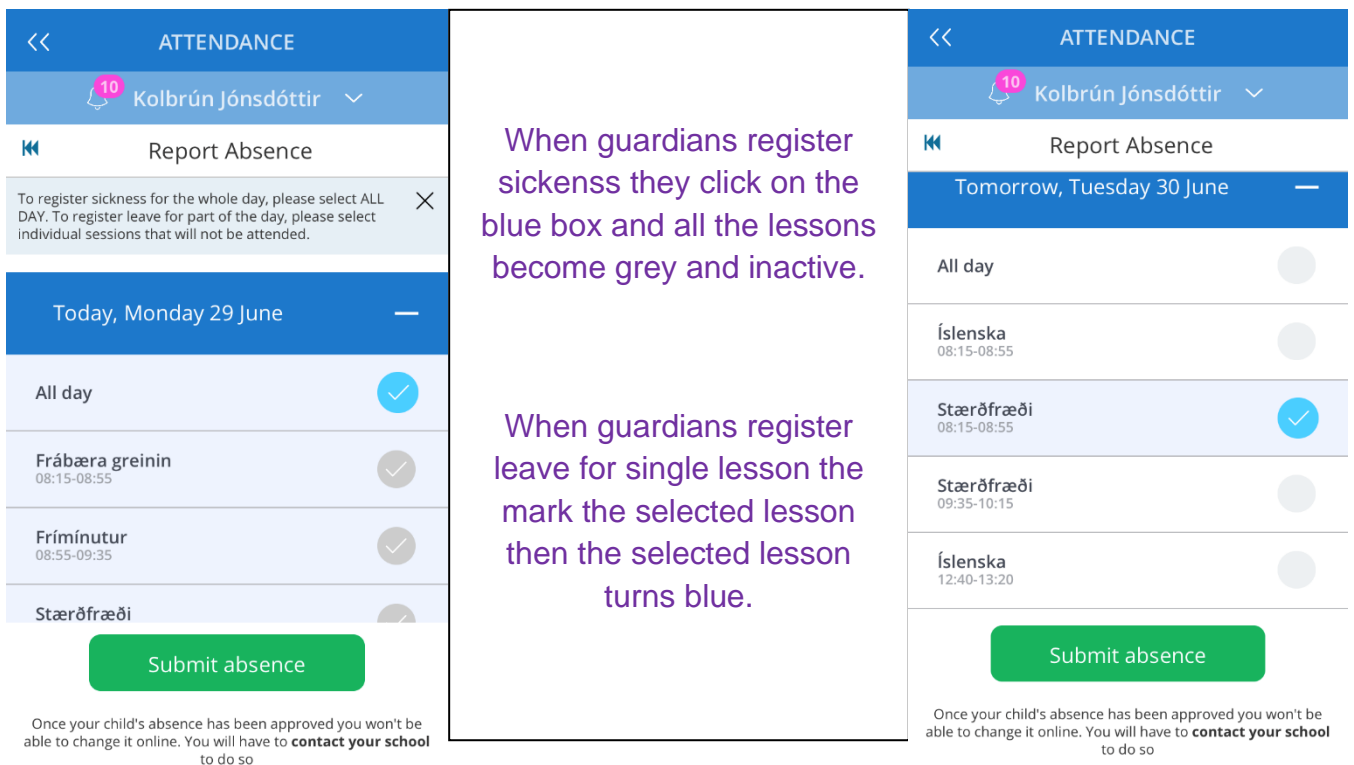 << ATTENDANCE
10 Kolbrún Jónsdóttir
Report Absence
To register sickness for the whole day, please select ALL
DAY. To register leave for part of the day, please select
individual sessions that will not be attended.
Today, Monday 29 June
All day
Frábæra greinin
08:15-08:55
Frímínutur
08:55-09:35
Stærðfræði
Submit absence
Once your child's absence has been approved you won't be
able to change it online. You will have to contact your school
to do so
When guardians register
sickenss they click on the
blue box and all the lessons
become grey and inactive.
When guardians register
leave for single lesson the
mark the selected lesson
then the selected lesson
turns blue.
<< ATTENDANCE
10 Kolbrún Jónsdóttir
Report Absence
Tomorrow, Tuesday 30 June
All day
Íslenska
08:15-08:55
Stærðfræði
08:15-08:55
Stærðfræði
09:35-10:15
Íslenska
12:40-13:20
Submit absence
Once your child's absence has been approved you won't be
able to change it online. You will have to contact your school
to do so